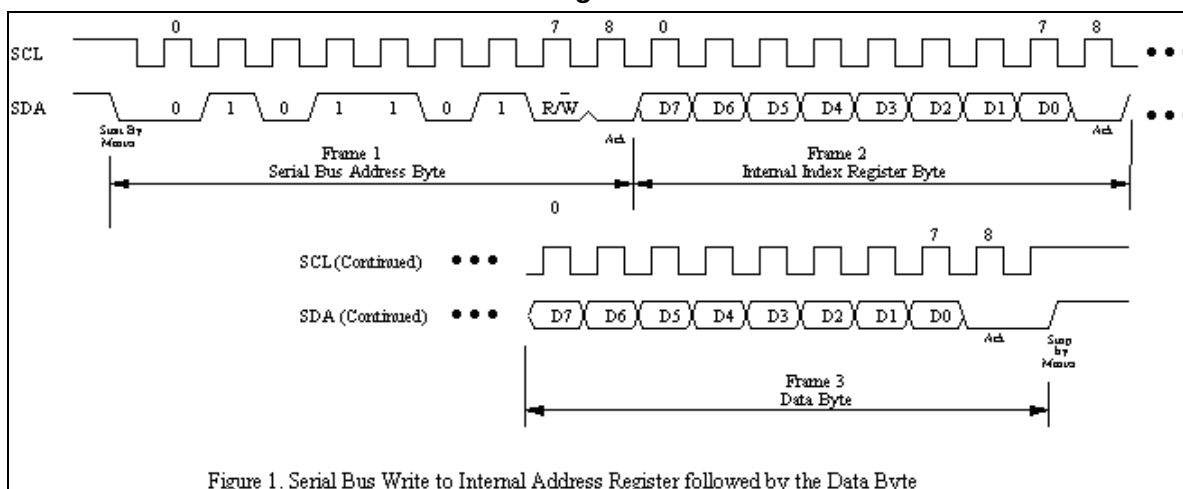 0 7 8 0 7 8
SCL
SDA 0 1 0 1 1 0 1 R/W D7 D6 D5 D4 D3 D2 D1 D0
Ack Ack
By
Frame 1 Frame 2
Serial Bus Address Byte Internal Index Register Byte
0
7 8
SCL (Continued)
SDA (Continued) D7 D6 D5 D4 D3 D2 D1 D0
Ack
by
Frame 3
Data Byte
Figure 1. Serial Bus Write to Internal Address Register followed by the Data Byte